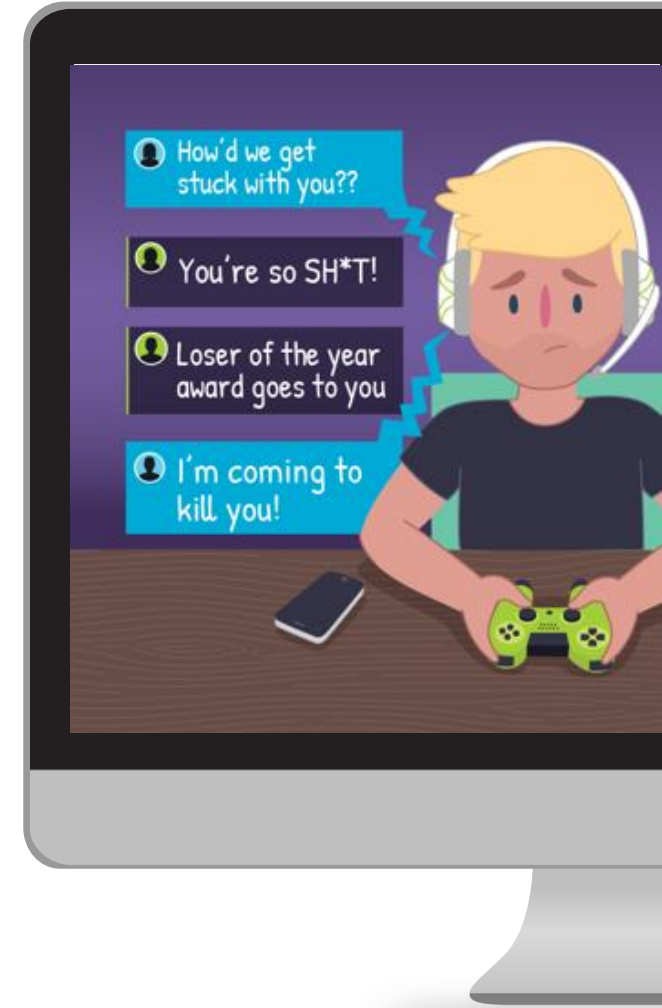 How'd we get
stuck with you??
You're so SH*T!
Loser of the year
award goes to you
I'm coming to
kill you!